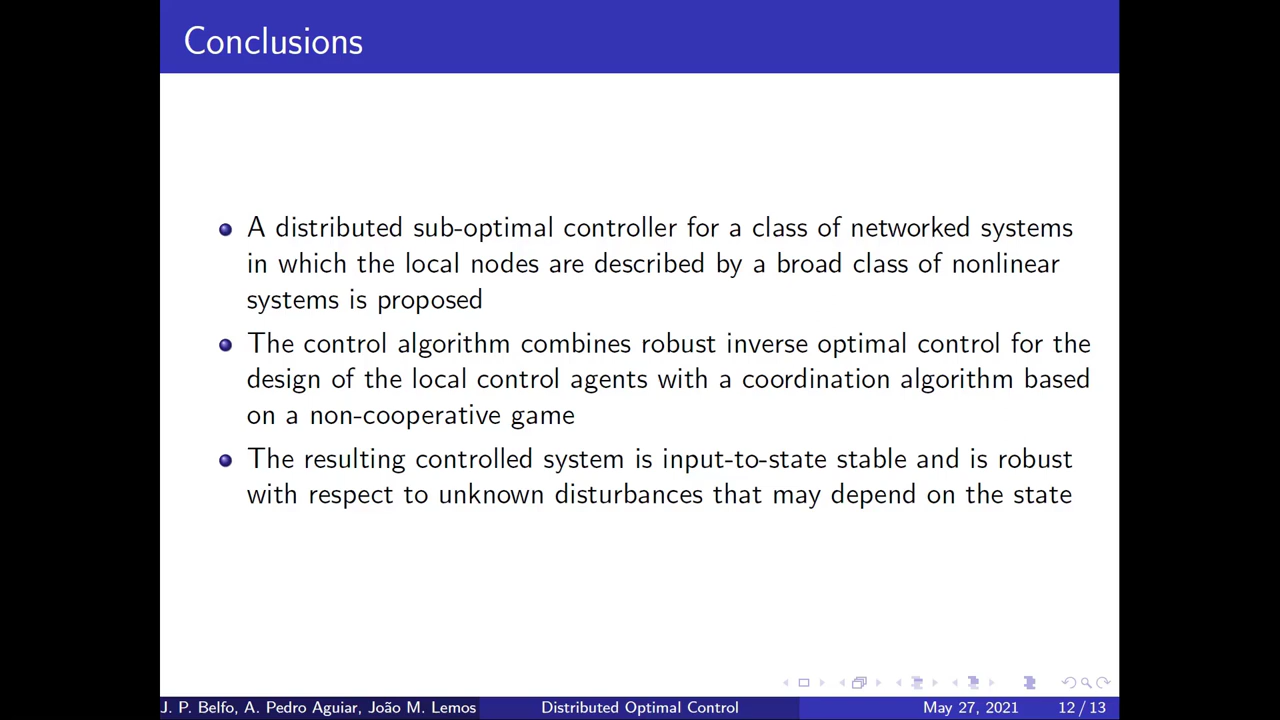 Conclusions
A distributed sub-optimal controller for a class of networked systems
in which the local nodes are described by a broad class of nonlinear
systems is proposed
The control algorithm combines robust inverse optimal control for the
design of the local control agents with a coordination algorithm based
on a non-cooperative game
The resulting controlled system is input-to-state stable and is robust
with respect to unknown disturbances that may depend on the state
J. P. Belfo, A. Pedro Aguiar, João M. Lemos Distributed Optimal Control May 27, 2021 12 / 13